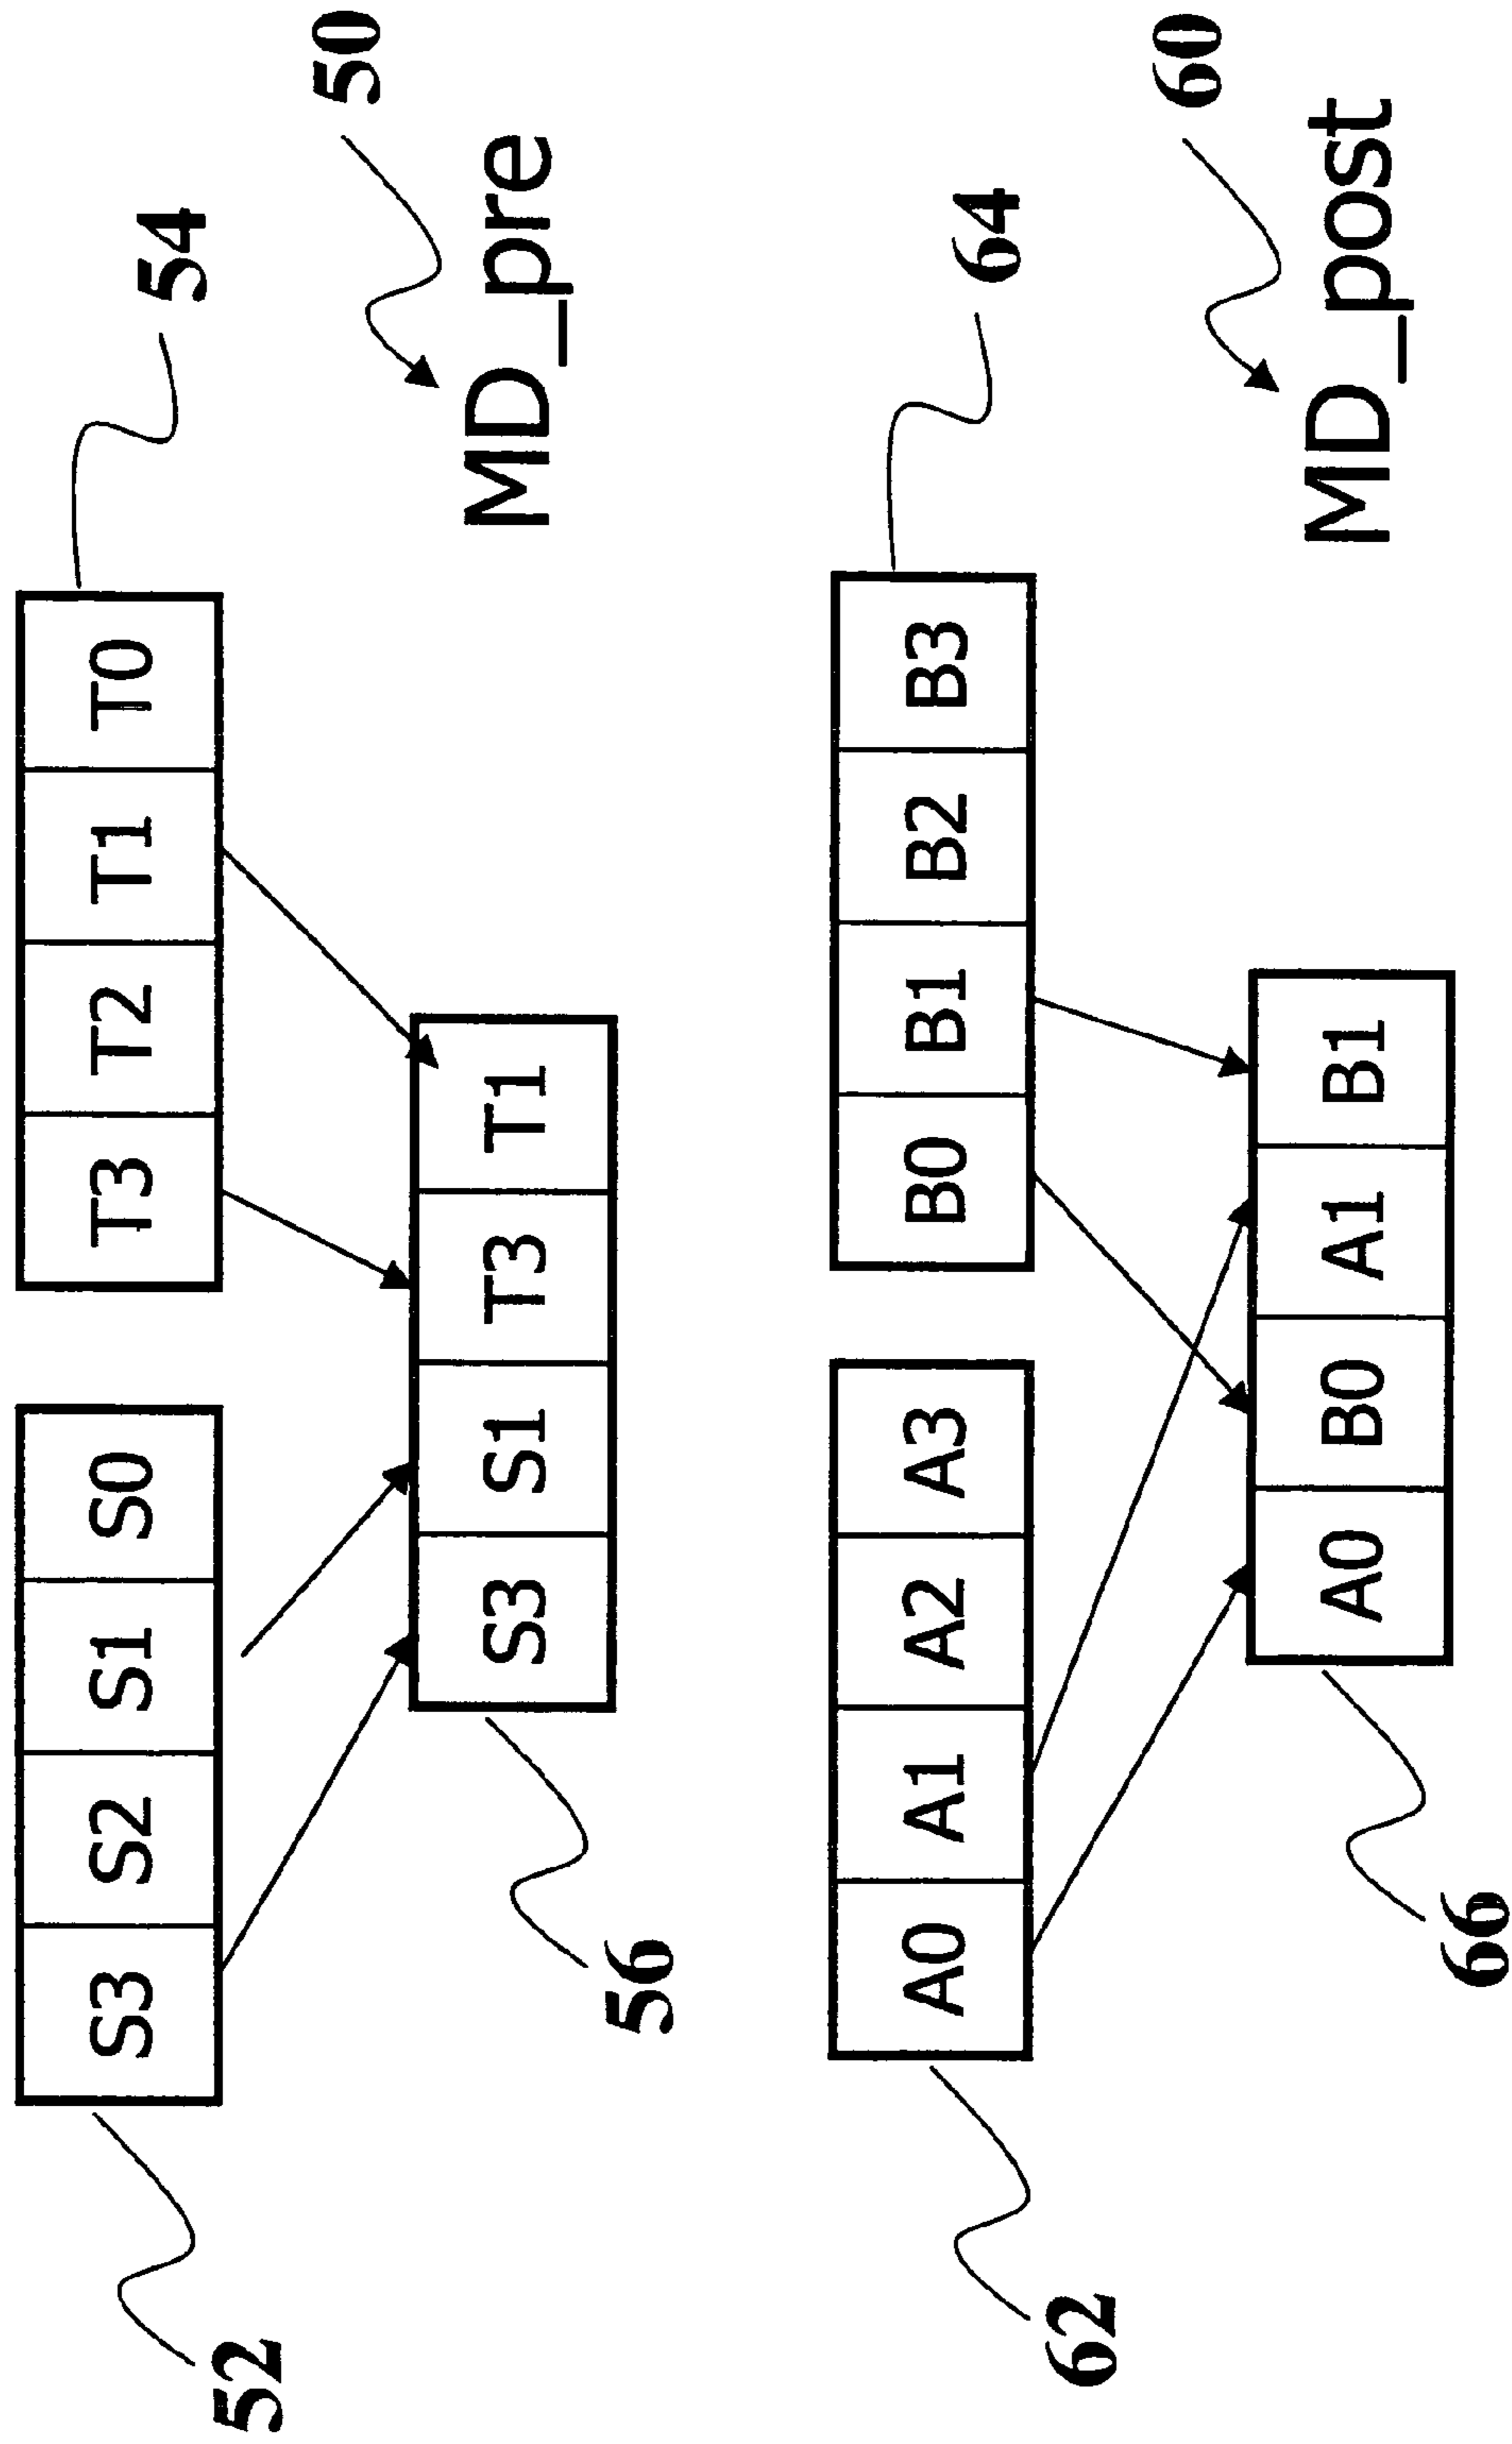 S3 S2 S1 S0 T3 T2 T1 T0
52
54
S3 S1 T3 T1
56
50
MD_pre
A0 A1 A2 A3 B0 B1 B2 B3
62
64
A0 B0 A1 B1
66
60
MD_post